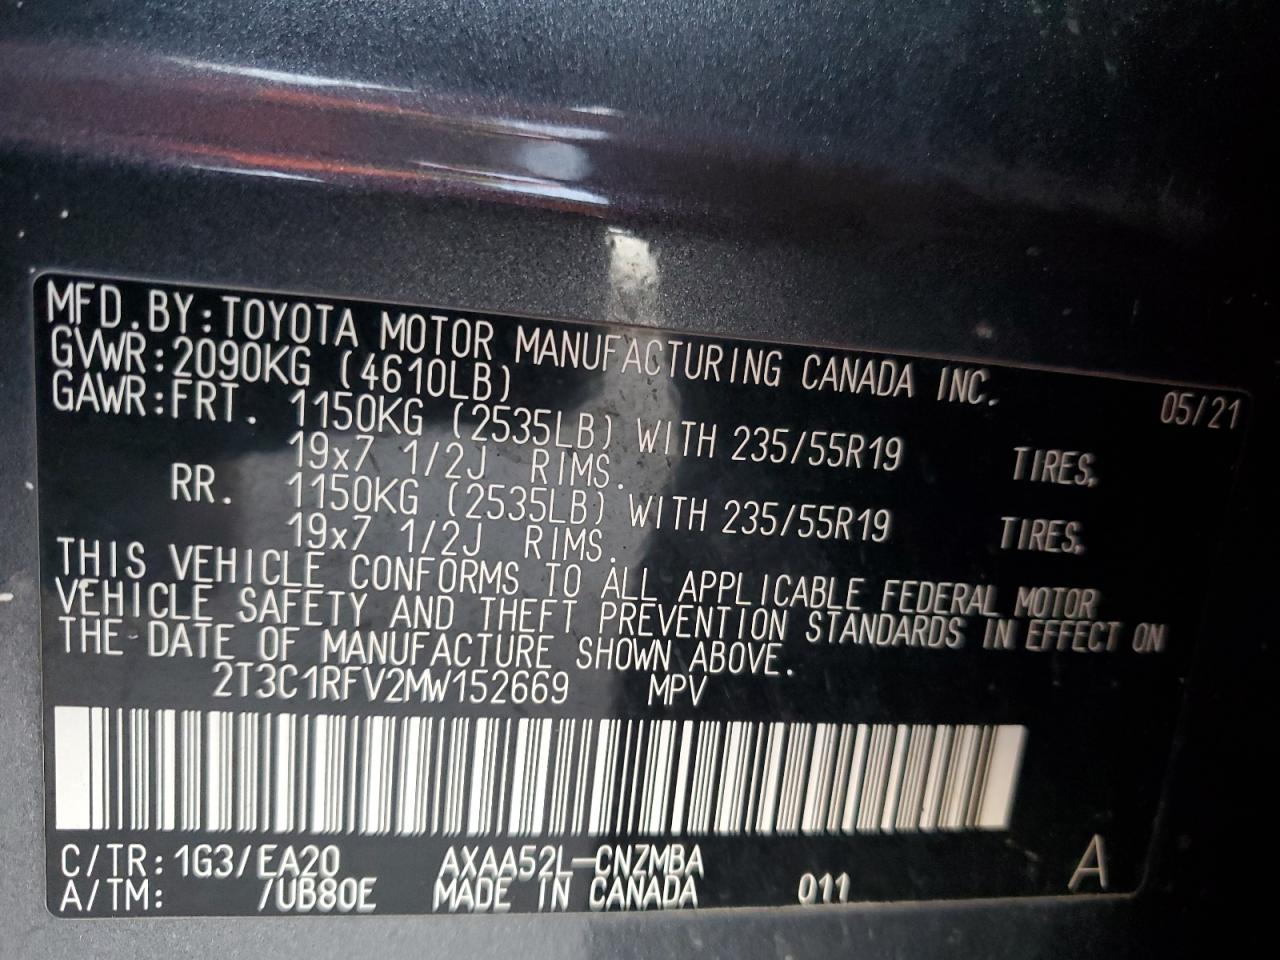 MFD.BY:TOYOTA MOTOR MANUFACTURING CANADA INC. 05/21
GVWR:2090KG (4610LB)
GAWR:FRT. 1150KG (2535LB) WITH 235/55R19 TIRES,
19x7 1/2J RIMS.
RR. 1150KG (2535LB) WITH 235/55R19 TIRES,
19x7 1/2J RIMS.
THIS VEHICLE CONFORMS TO ALL APPLICABLE FEDERAL MOTOR
VEHICLE SAFETY AND THEFT PREVENTION STANDARDS IN EFFECT ON
THE DATE OF MANUFACTURE SHOWN ABOVE.
2T3C1RFV2MW152669 MPV
C/TR:1G3/EA20 AXAA52L-CNZMBA A
A/TM: /UB80E MADE IN CANADA 011